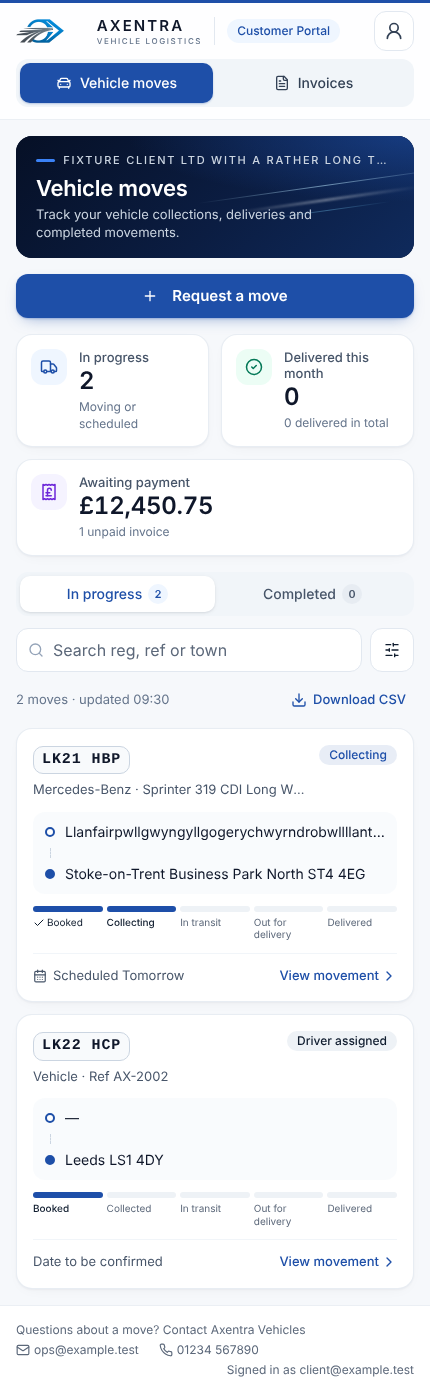 AXENTRA
VEHICLE LOGISTICS
Customer Portal
Vehicle moves
Invoices
FIXTURE CLIENT LTD WITH A RATHER LONG T…
Vehicle moves
Track your vehicle collections, deliveries and
completed movements.
Request a move
In progress
2
Moving or
scheduled
Delivered this
month
0
0 delivered in total
Awaiting payment
£12,450.75
1 unpaid invoice
In progress 2
Completed 0
Search reg, ref or town
2 moves · updated 09:30
Download CSV
LK21 HBP
Collecting
Mercedes-Benz · Sprinter 319 CDI Long W…
Llanfairpwllgwyngyllgogerychwyrndrobwllllant…
Stoke-on-Trent Business Park North ST4 4EG
Booked
Collecting
In transit
Out for
delivery
Delivered
Scheduled Tomorrow
View movement
LK22 HCP
Driver assigned
Vehicle · Ref AX-2002
—
Leeds LS1 4DY
Booked
Collected
In transit
Out for
delivery
Delivered
Date to be confirmed
View movement
Questions about a move? Contact Axentra Vehicles
ops@example.test
01234 567890
Signed in as client@example.test